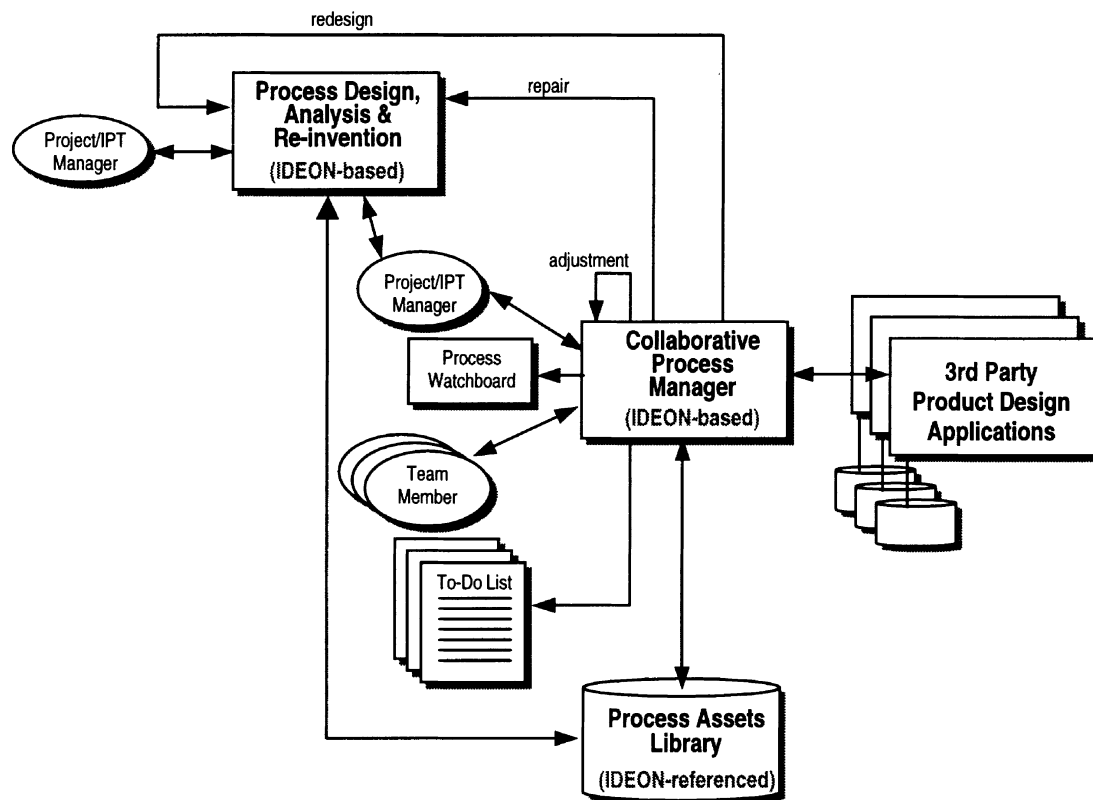 redesign
Process Design,
Analysis &
Re-invention
(IDEON-based)
repair
Project/IPT
Manager
Project/IPT
Manager
adjustment
Process
Watchboard
Collaborative
Process
Manager
(IDEON-based)
3rd Party
Product Design
Applications
Team
Member
To-Do List
Process Assets
Library
(IDEON-referenced)